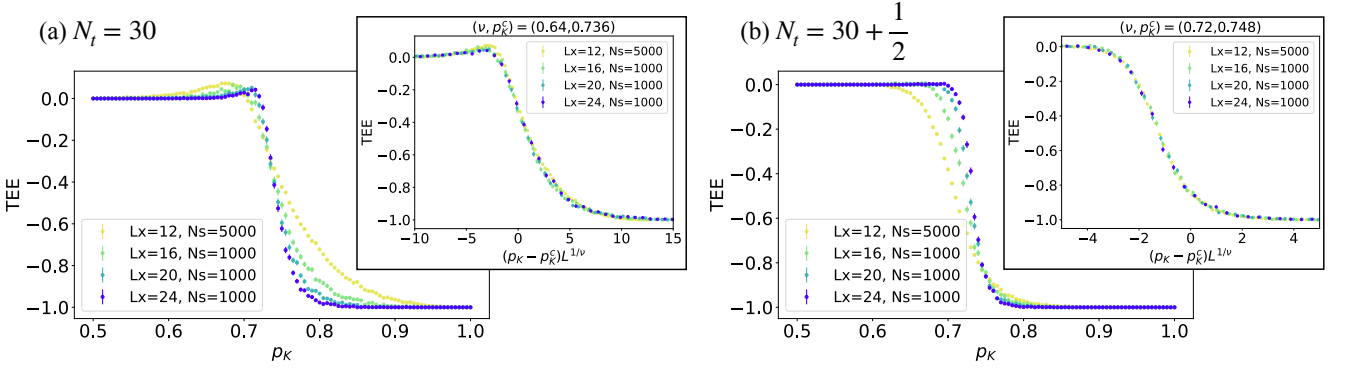 (a) N_t = 30
0.0
−0.2
−0.4
−0.6
−0.8
−1.0
TEE
Lx=12, Ns=5000
Lx=16, Ns=1000
Lx=20, Ns=1000
Lx=24, Ns=1000
0.5 0.6 0.7 0.8 0.9 1.0
p_K
(ν, p_K^c) = (0.64,0.736)
0.0
−0.2
−0.4
−0.6
−0.8
−1.0
TEE
Lx=12, Ns=5000
Lx=16, Ns=1000
Lx=20, Ns=1000
Lx=24, Ns=1000
−10 −5 0 5 10 15
(p_K − p_K^c)L^{1/ν}
(b) N_t = 30 + 1/2
0.0
−0.2
−0.4
−0.6
−0.8
−1.0
TEE
Lx=12, Ns=5000
Lx=16, Ns=1000
Lx=20, Ns=1000
Lx=24, Ns=1000
0.5 0.6 0.7 0.8 0.9 1.0
p_K
(ν, p_K^c) = (0.72,0.748)
0.0
−0.2
−0.4
−0.6
−0.8
−1.0
TEE
Lx=12, Ns=5000
Lx=16, Ns=1000
Lx=20, Ns=1000
Lx=24, Ns=1000
−4 −2 0 2 4
(p_K − p_K^c)L^{1/ν}